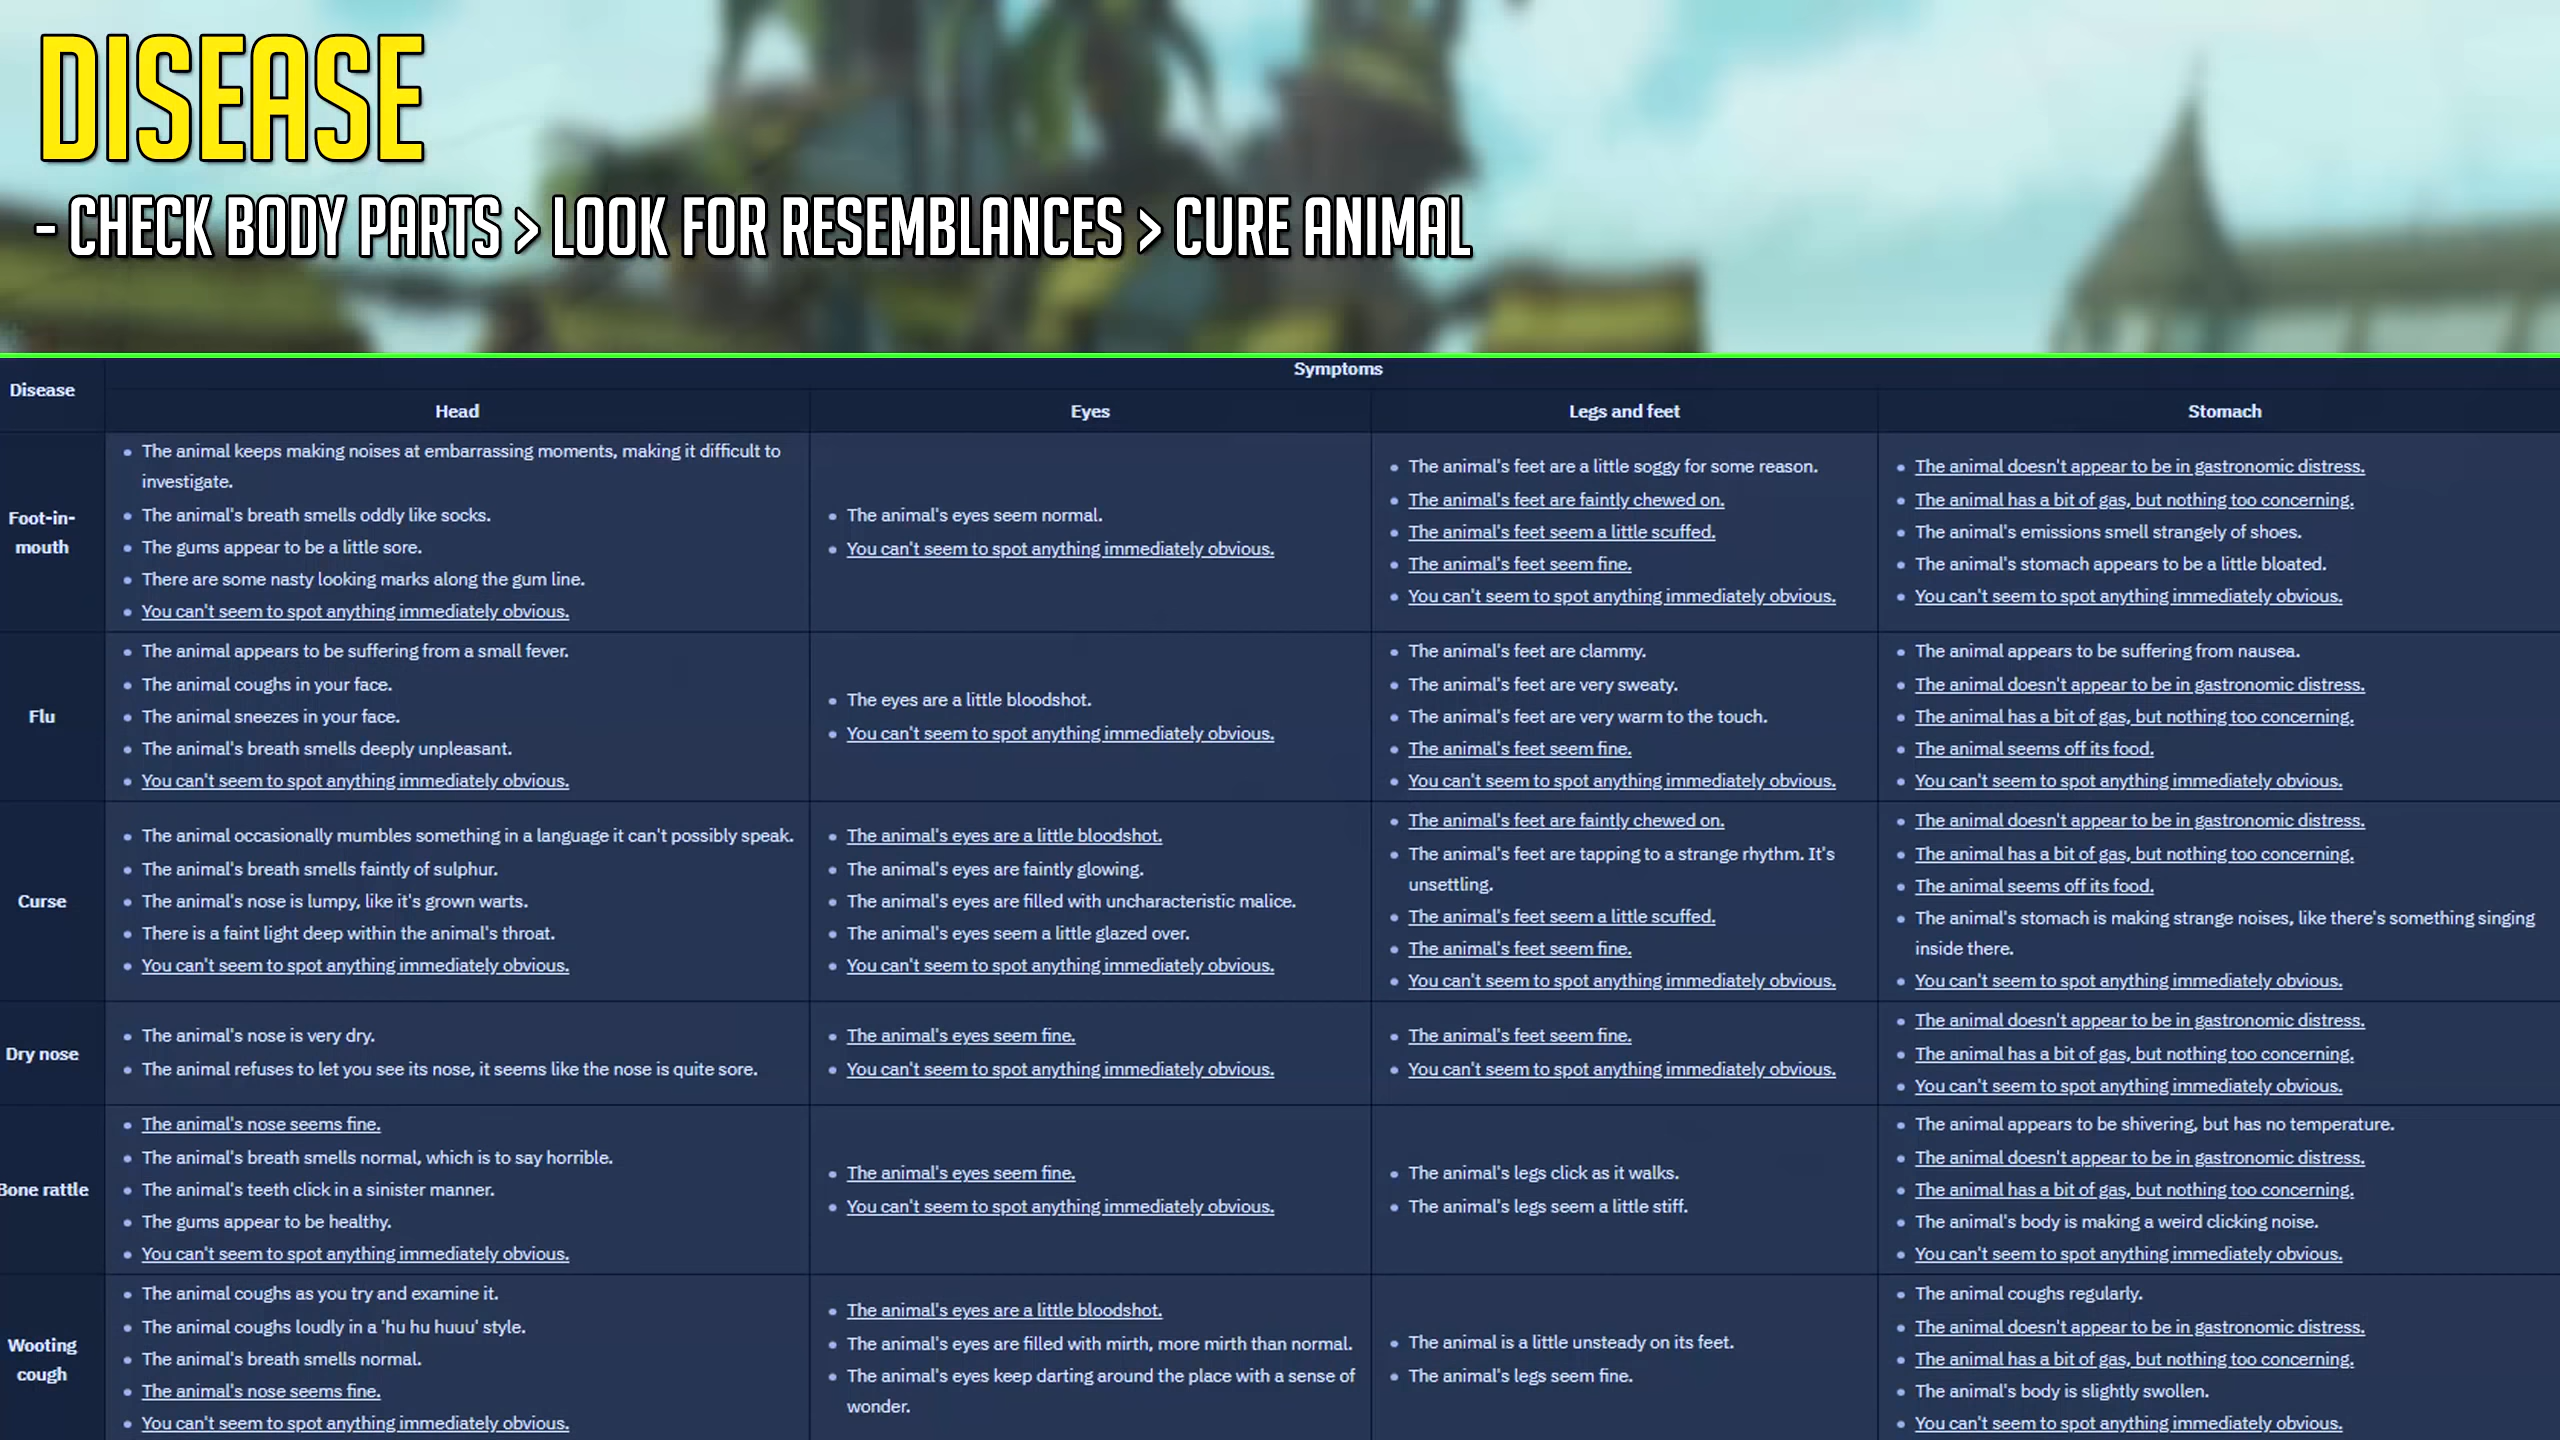 DISEASE
- CHECK BODY PARTS > LOOK FOR RESEMBLANCES > CURE ANIMAL
Disease
Symptoms
Head
Eyes
Legs and feet
Stomach
Foot-in-
mouth
The animal keeps making noises at embarrassing moments, making it difficult to
investigate.
The animal's breath smells oddly like socks.
The gums appear to be a little sore.
There are some nasty looking marks along the gum line.
You can't seem to spot anything immediately obvious.
The animal's eyes seem normal.
You can't seem to spot anything immediately obvious.
The animal's feet are a little soggy for some reason.
The animal's feet are faintly chewed on.
The animal's feet seem a little scuffed.
The animal's feet seem fine.
You can't seem to spot anything immediately obvious.
The animal doesn't appear to be in gastronomic distress.
The animal has a bit of gas, but nothing too concerning.
The animal's emissions smell strangely of shoes.
The animal's stomach appears to be a little bloated.
You can't seem to spot anything immediately obvious.
Flu
The animal appears to be suffering from a small fever.
The animal coughs in your face.
The animal sneezes in your face.
The animal's breath smells deeply unpleasant.
You can't seem to spot anything immediately obvious.
The eyes are a little bloodshot.
You can't seem to spot anything immediately obvious.
The animal's feet are clammy.
The animal's feet are very sweaty.
The animal's feet are very warm to the touch.
The animal's feet seem fine.
You can't seem to spot anything immediately obvious.
The animal appears to be suffering from nausea.
The animal doesn't appear to be in gastronomic distress.
The animal has a bit of gas, but nothing too concerning.
The animal seems off its food.
You can't seem to spot anything immediately obvious.
Curse
The animal occasionally mumbles something in a language it can't possibly speak.
The animal's breath smells faintly of sulphur.
The animal's nose is lumpy, like it's grown warts.
There is a faint light deep within the animal's throat.
You can't seem to spot anything immediately obvious.
The animal's eyes are a little bloodshot.
The animal's eyes are faintly glowing.
The animal's eyes are filled with uncharacteristic malice.
The animal's eyes seem a little glazed over.
You can't seem to spot anything immediately obvious.
The animal's feet are faintly chewed on.
The animal's feet are tapping to a strange rhythm. It's
unsettling.
The animal's feet seem a little scuffed.
The animal's feet seem fine.
You can't seem to spot anything immediately obvious.
The animal doesn't appear to be in gastronomic distress.
The animal has a bit of gas, but nothing too concerning.
The animal seems off its food.
The animal's stomach is making strange noises, like there's something singing
inside there.
You can't seem to spot anything immediately obvious.
Dry nose
The animal's nose is very dry.
The animal refuses to let you see its nose, it seems like the nose is quite sore.
The animal's eyes seem fine.
You can't seem to spot anything immediately obvious.
The animal's feet seem fine.
You can't seem to spot anything immediately obvious.
The animal doesn't appear to be in gastronomic distress.
The animal has a bit of gas, but nothing too concerning.
You can't seem to spot anything immediately obvious.
Bone rattle
The animal's nose seems fine.
The animal's breath smells normal, which is to say horrible.
The animal's teeth click in a sinister manner.
The gums appear to be healthy.
You can't seem to spot anything immediately obvious.
The animal's eyes seem fine.
You can't seem to spot anything immediately obvious.
The animal's legs click as it walks.
The animal's legs seem a little stiff.
The animal appears to be shivering, but has no temperature.
The animal doesn't appear to be in gastronomic distress.
The animal has a bit of gas, but nothing too concerning.
The animal's body is making a weird clicking noise.
You can't seem to spot anything immediately obvious.
Wooting
cough
The animal coughs as you try and examine it.
The animal coughs loudly in a 'hu hu huuu' style.
The animal's breath smells normal.
The animal's nose seems fine.
You can't seem to spot anything immediately obvious.
The animal's eyes are a little bloodshot.
The animal's eyes are filled with mirth, more mirth than normal.
The animal's eyes keep darting around the place with a sense of
wonder.
The animal is a little unsteady on its feet.
The animal's legs seem fine.
The animal coughs regularly.
The animal doesn't appear to be in gastronomic distress.
The animal has a bit of gas, but nothing too concerning.
The animal's body is slightly swollen.
You can't seem to spot anything immediately obvious.